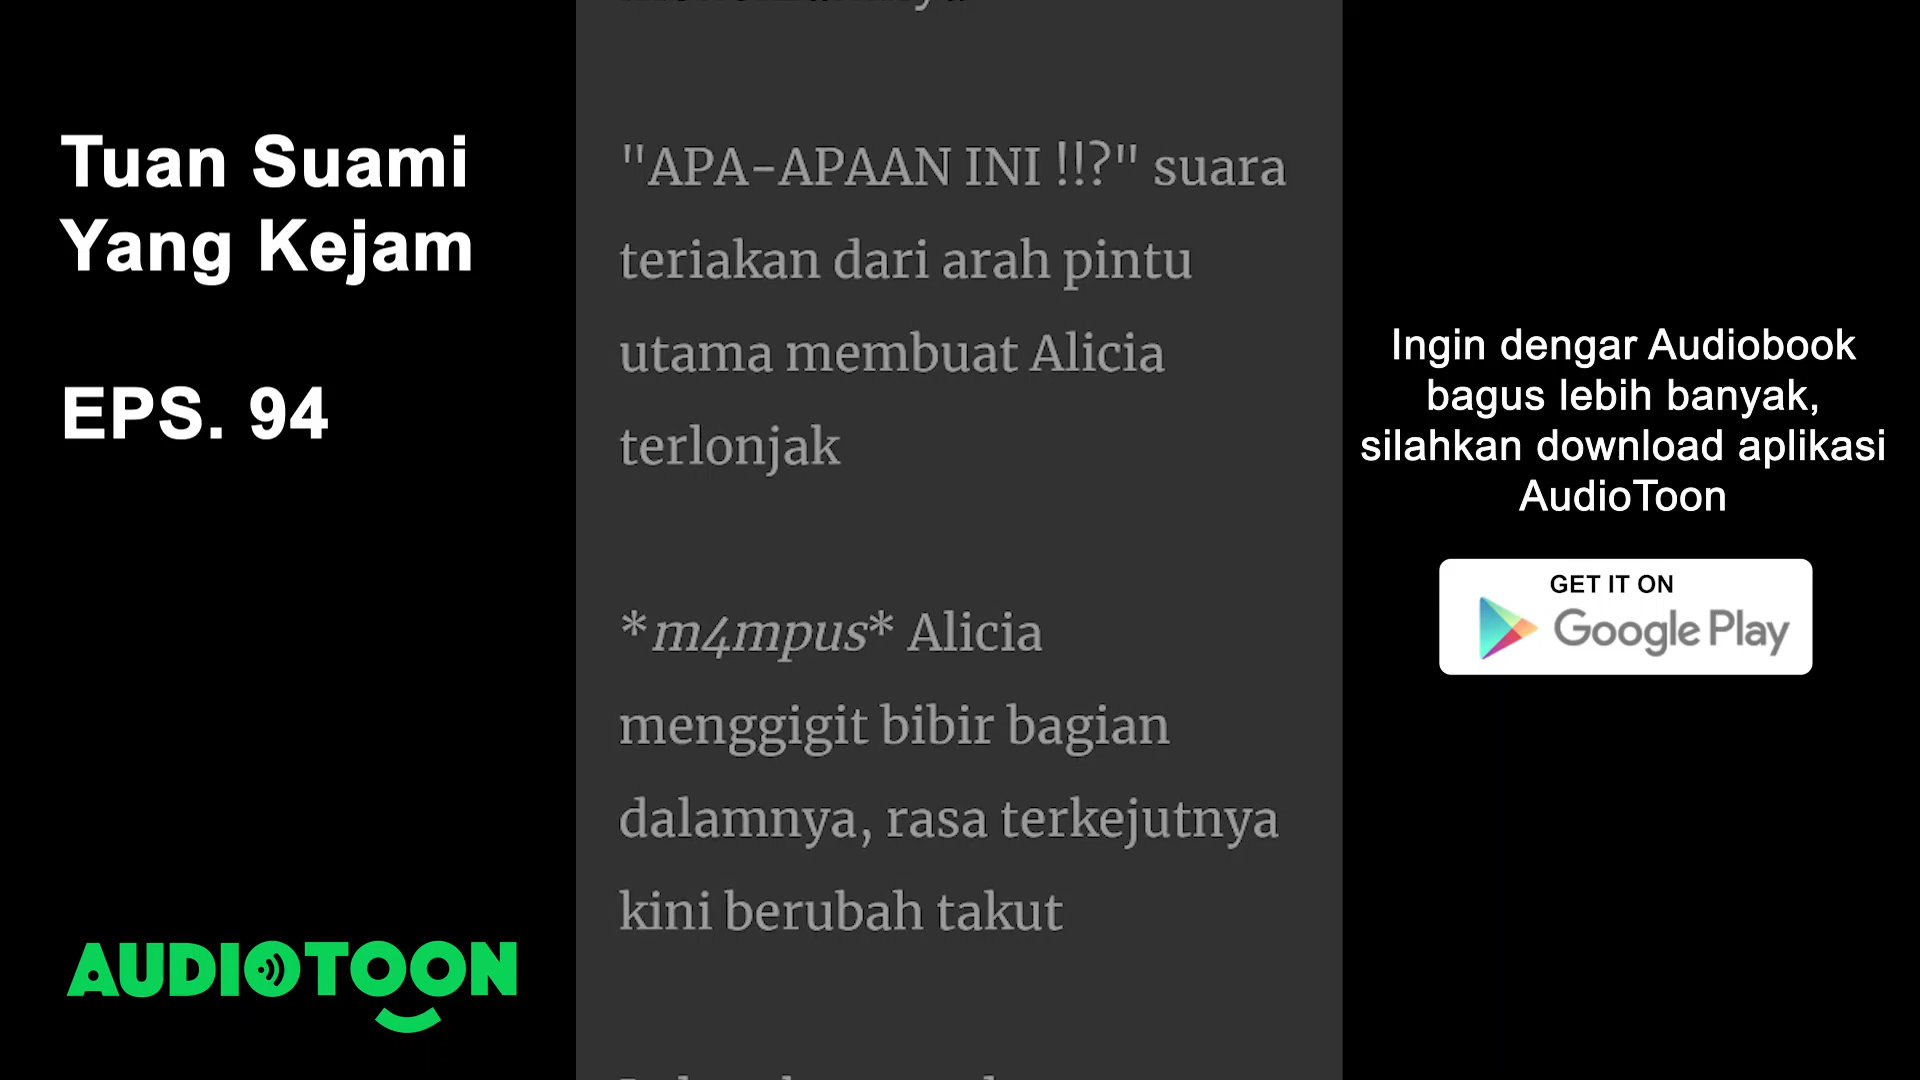 Tuan Suami
Yang Kejam
EPS. 94
AUDIOTOON
"APA-APAAN INI !!?" suara
teriakan dari arah pintu
utama membuat Alicia
terlonjak
*m4mpus* Alicia
menggigit bibir bagian
dalamnya, rasa terkejutnya
kini berubah takut
Ingin dengar Audiobook
bagus lebih banyak,
silahkan download aplikasi
AudioToon
GET IT ON
Google Play